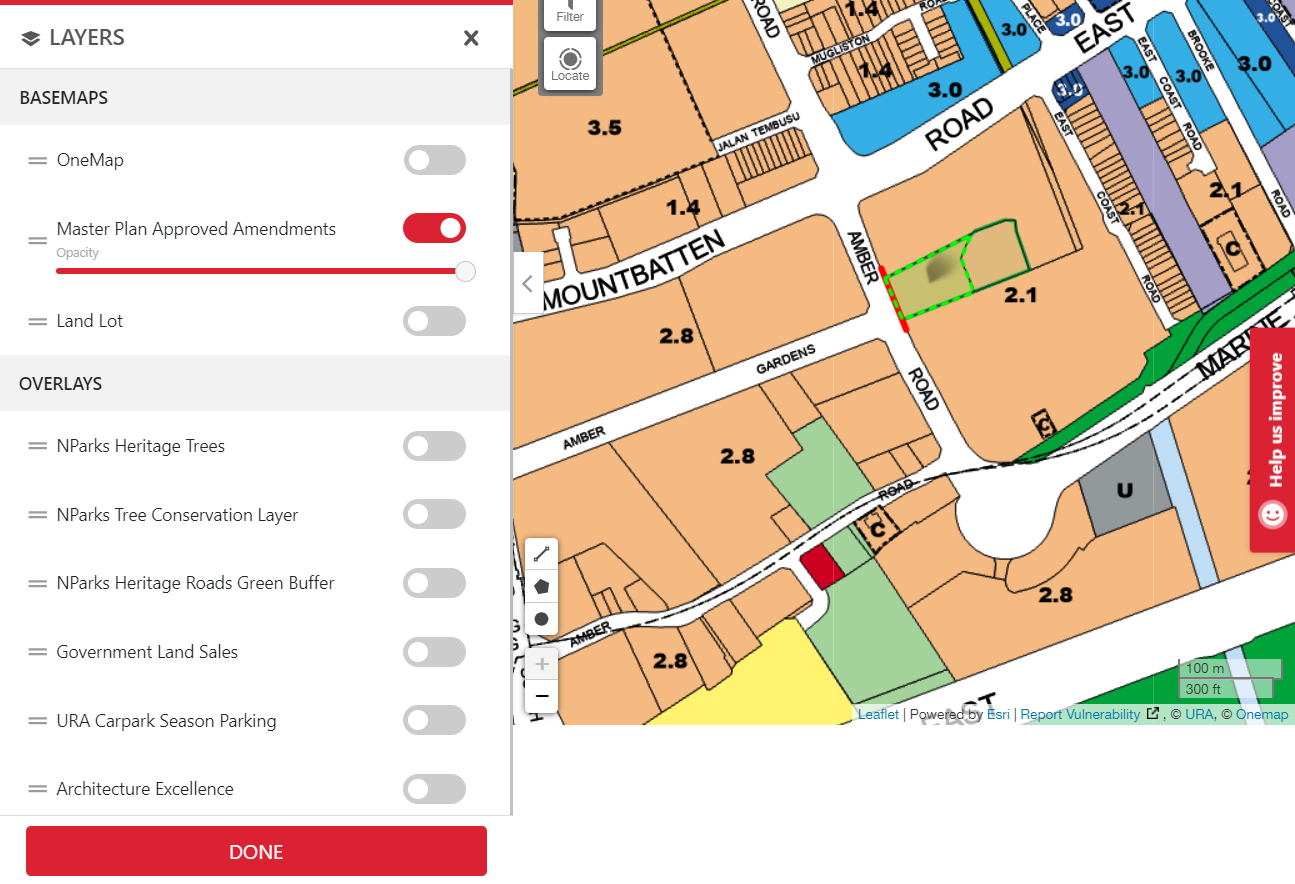 LAYERS
BASEMAPS
OneMap
Master Plan Approved Amendments
Opacity
Land Lot
OVERLAYS
NParks Heritage Trees
NParks Tree Conservation Layer
NParks Heritage Roads Green Buffer
Government Land Sales
URA Carpark Season Parking
Architecture Excellence
DONE
Filter
Locate
ROAD
1.4
ROAD
MUGLISTON
1.4
3.0
PLACE
3.0
EAST
3.0
3.5
3.0
ROAD
JALAN TEMBUSU
3.0
EAST
COAST
ROAD
3.0
EAST
COAST
ROAD
3.0
BROOKE
3.0
ROAD
1.4
2.1
2.1
C
MOUNTBATTEN
AMBER
2.1
2.8
GARDENS
ROAD
AMBER
2.8
C
MARINE
ROAD
U
C
2.8
AMBER
2.8
EAST
Help us improve
100 m
300 ft
Leaflet | Powered by Esri | Report Vulnerability , © URA, © Onemap